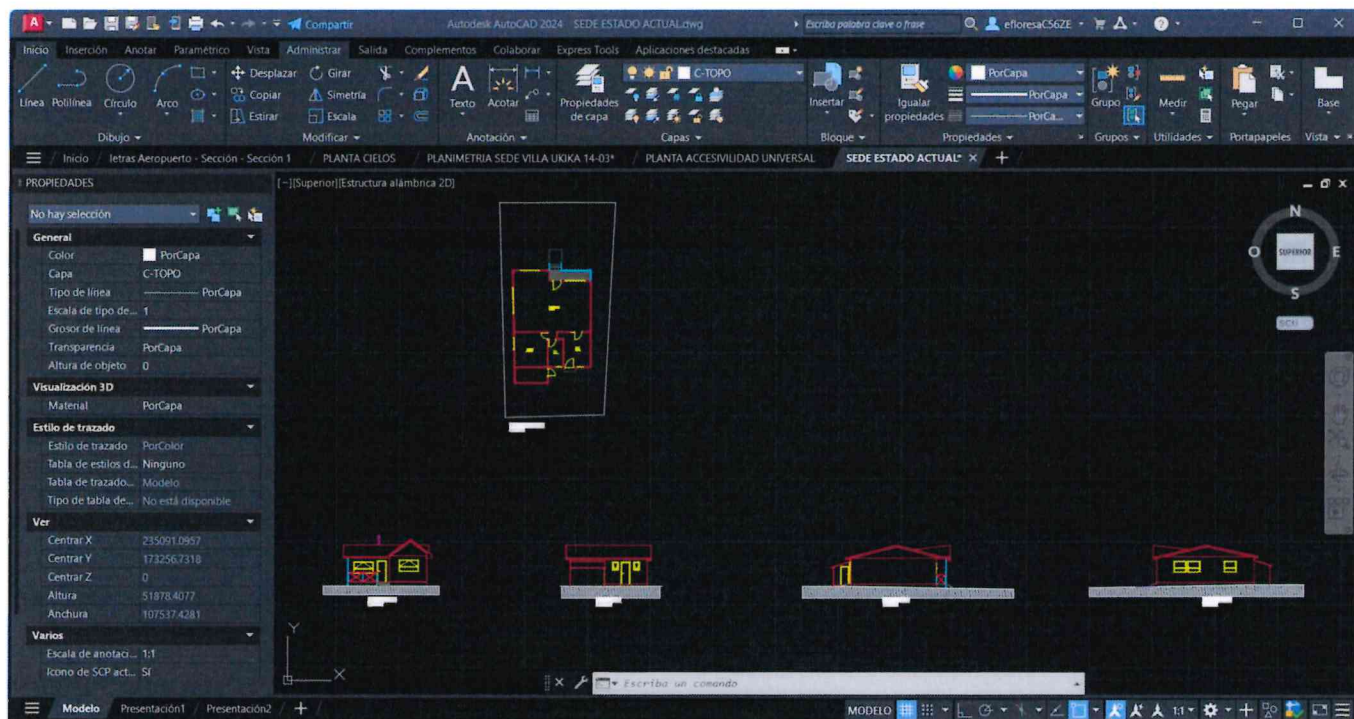 A Compartir Autodesk AutoCAD 2024 SEDE ESTADO ACTUAL.dwg Escriba palabra clave o frase efloresaC56ZE
Inicio Inserción Anotar Paramétrico Vista Administrar Salida Complementos Colaborar Express Tools Aplicaciones destacadas
Línea Polilínea Círculo Arco
Desplazar Girar
Copiar Simetría
Estirar Escala
Texto Acotar
Propiedades de capa
C-TOPO
Insertar
Igualar propiedades
PorCapa
PorCapa
PorCa...
Grupo
Medir
Pegar
Base
Dibujo Modificar Anotación Capas Bloque Propiedades Grupos Utilidades Portapapeles Vista
Inicio letras Aeropuerto - Sección - Sección 1 PLANTA CIELOS PLANIMETRIA SEDE VILLA UKIKA 14-03* PLANTA ACCESIVILIDAD UNIVERSAL SEDE ESTADO ACTUAL*
PROPIEDADES
[−][Superior][Estructura alámbrica 2D]
No hay selección
General
Color PorCapa
Capa C-TOPO
Tipo de línea PorCapa
Escala de tipo de... 1
Grosor de línea PorCapa
Transparencia PorCapa
Altura de objeto 0
Visualización 3D
Material PorCapa
Estilo de trazado
Estilo de trazado PorColor
Tabla de estilos d... Ninguno
Tabla de trazado... Modelo
Tipo de tabla de... No está disponible
Ver
Centrar X 235091.0957
Centrar Y 173256.7318
Centrar Z 0
Altura 51878.4077
Anchura 107537.4281
Varios
Escala de anotaci... 1:1
Icono de SCP act... Sí
N
O SUPERIOR E
S
Y
X
Escriba un comando
Modelo Presentación1 Presentación2 +
MODELO 1:1